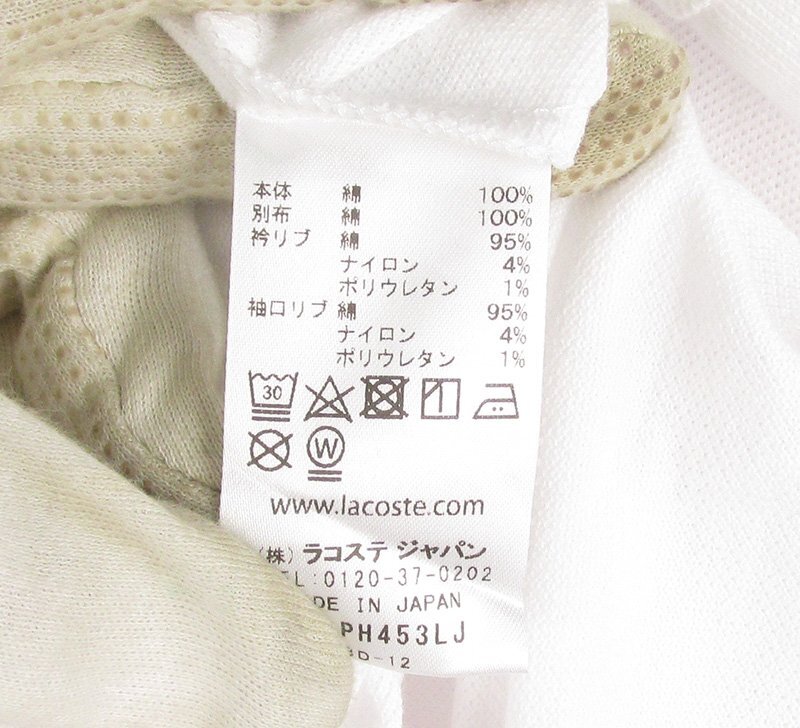 本体 綿 100%
別布 綿 100%
衿リブ 綿 95%
ナイロン 4%
ポリウレタン 1%
袖口リブ 綿 95%
ナイロン 4%
ポリウレタン 1%
30
W
www.lacoste.com
(株) ラコステ ジャパン
EL:0120-37-0202
DE IN JAPAN
PH453LJ
D-12